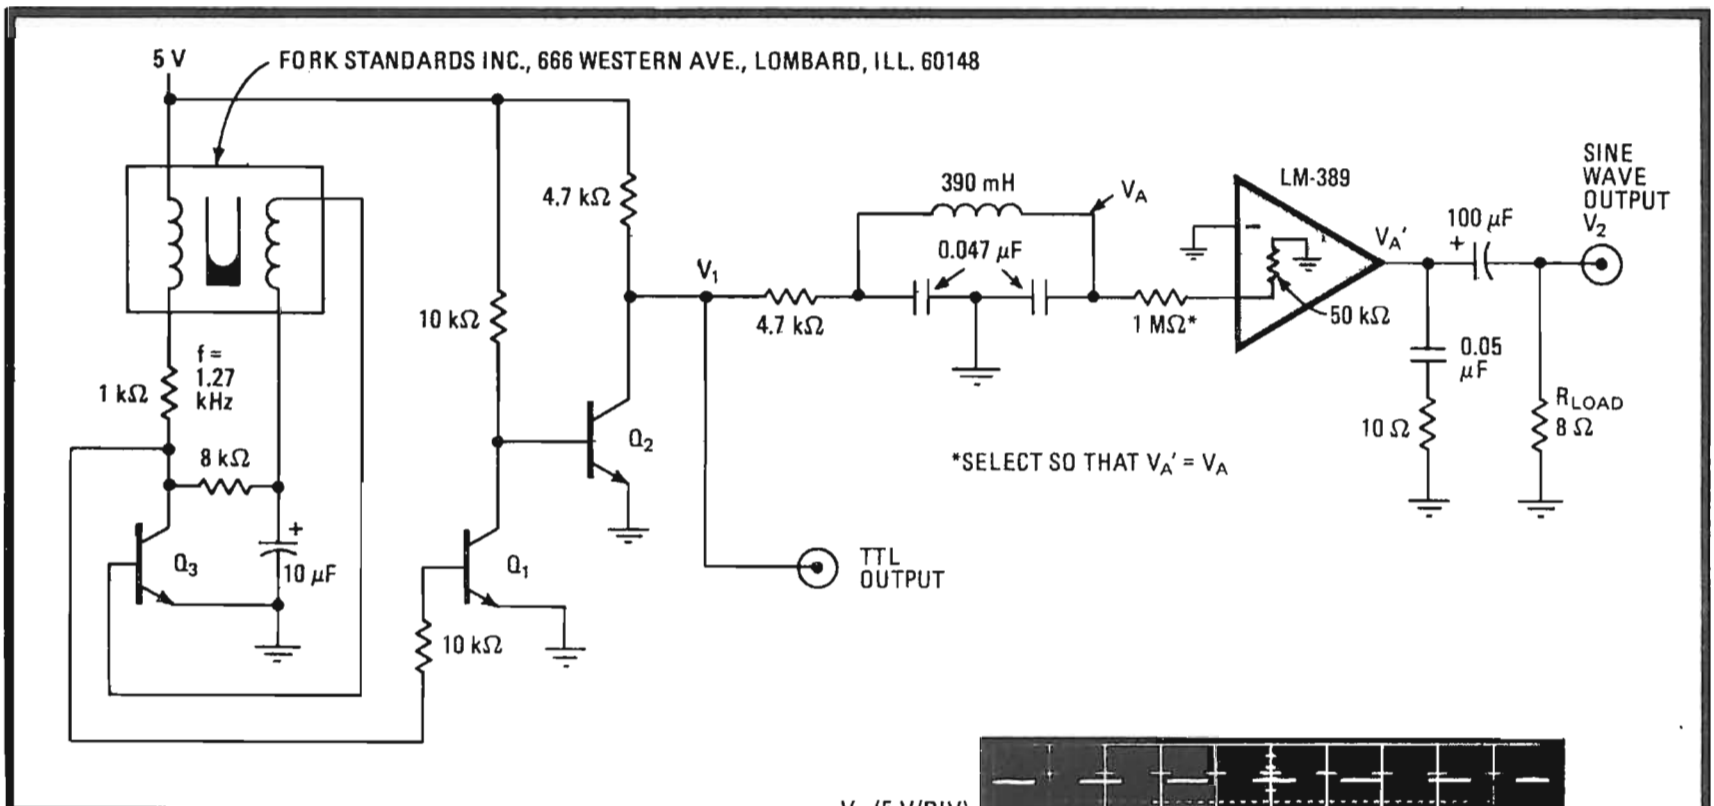 5 V
FORK STANDARDS INC., 666 WESTERN AVE., LOMBARD, ILL. 60148
4.7 kΩ
10 kΩ
1 kΩ
f =
1.27
kHz
8 kΩ
Q3
+
10 µF
Q1
10 kΩ
Q2
V1
4.7 kΩ
TTL
OUTPUT
390 mH
VA
0.047 µF
1 MΩ*
LM-389
-
50 kΩ
*SELECT SO THAT VA' = VA
VA'
100 µF
+
SINE
WAVE
OUTPUT
V2
0.05
µF
10 Ω
RLOAD
8 Ω
(5 V/DIV)